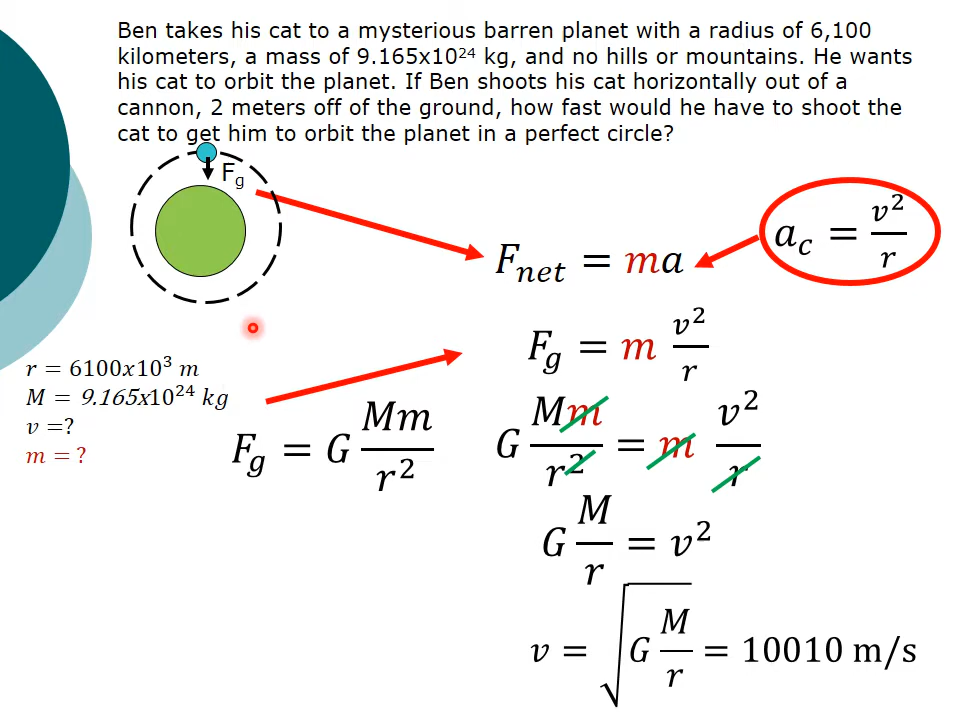 Ben takes his cat to a mysterious barren planet with a radius of 6,100
kilometers, a mass of 9.165x10²⁴ kg, and no hills or mountains. He wants
his cat to orbit the planet. If Ben shoots his cat horizontally out of a
cannon, 2 meters off of the ground, how fast would he have to shoot the
cat to get him to orbit the planet in a perfect circle?
F_g
a_c = v²/r
F_net = ma
F_g = m v²/r
r = 6100x10³ m
M = 9.165x10²⁴ kg
v =?
m = ?
F_g = G Mm/r²
G Mm/r² = m v²/r
G M/r = v²
v = √(G M/r) = 10010 m/s